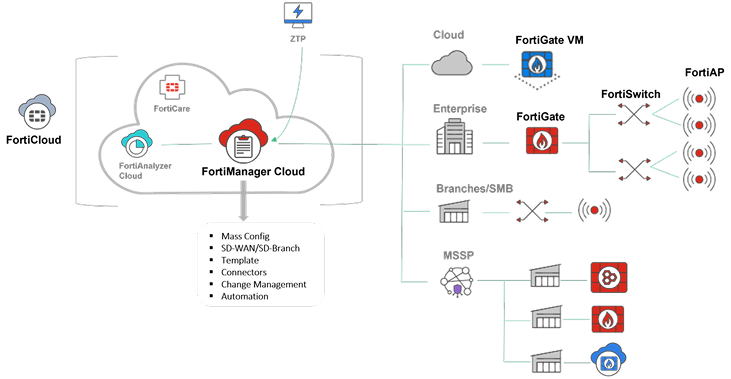 ZTP
Cloud
FortiGate VM
FortiAP
FortiSwitch
FortiCare
Enterprise
FortiGate
FortiCloud
FortiAnalyzer
Cloud
FortiManager Cloud
Branches/SMB
Mass Config
SD-WAN/SD-Branch
Template
Connectors
Change Management
Automation
MSSP